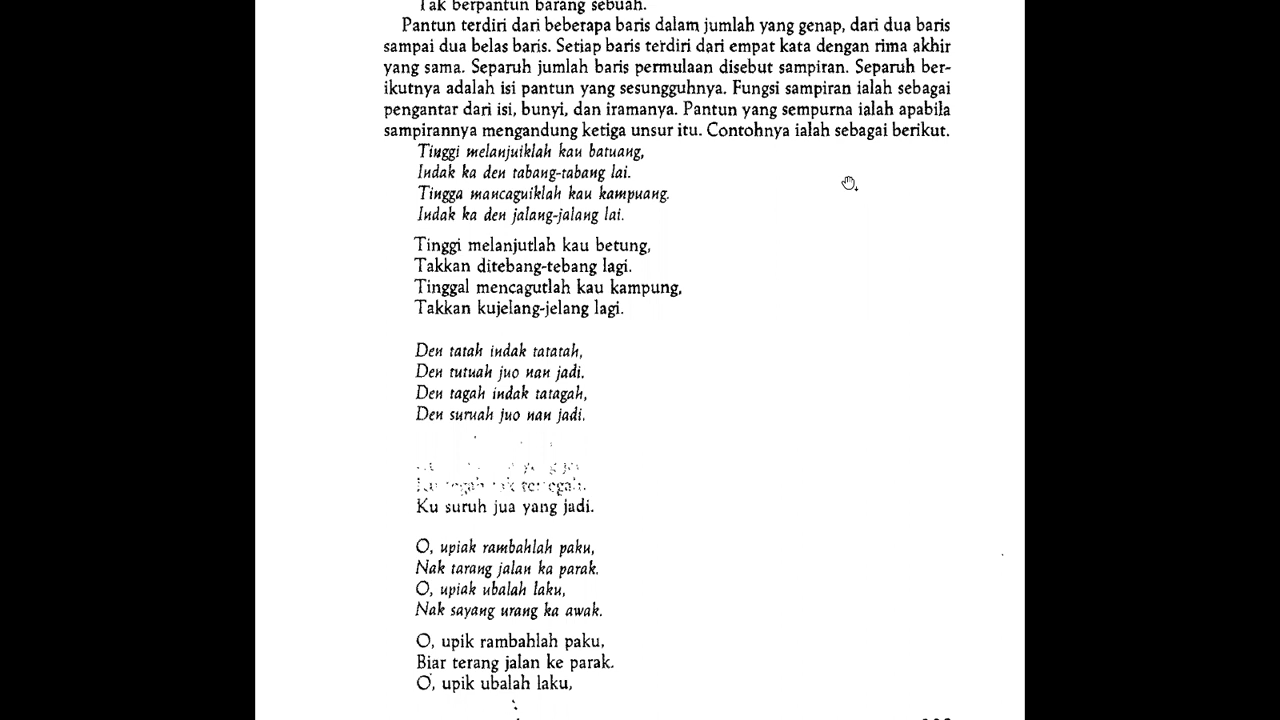 Tak berpantun barang sebuah.
Pantun terdiri dari beberapa baris dalam jumlah yang genap, dari dua baris
sampai dua belas baris. Setiap baris terdiri dari empat kata dengan rima akhir
yang sama. Separuh jumlah baris permulaan disebut sampiran. Separuh ber-
ikutnya adalah isi pantun yang sesungguhnya. Fungsi sampiran ialah sebagai
pengantar dari isi, bunyi, dan iramanya. Pantun yang sempurna ialah apabila
sampirannya mengandung ketiga unsur itu. Contohnya ialah sebagai berikut.
Tinggi melanjuiklah kau batuang,
Indak ka den tabang-tabang lai.
Tingga mancaguiklah kau kampuang.
Indak ka den jalang-jalang lai.
Tinggi melanjutlah kau betung,
Takkan ditebang-tebang lagi.
Tinggal mencagutlah kau kampung,
Takkan kujelang-jelang lagi.
Den tatah indak tatatah,
Den tutuah juo nan jadi.
Den tagah indak tatagah,
Den suruah juo nan jadi.
Ku tegah tak tertegah.
Ku suruh jua yang jadi.
O, upiak rambahlah paku,
Nak tarang jalan ka parak.
O, upiak ubalah laku,
Nak sayang urang ka awak.
O, upik rambahlah paku,
Biar terang jalan ke parak.
O, upik ubalah laku,